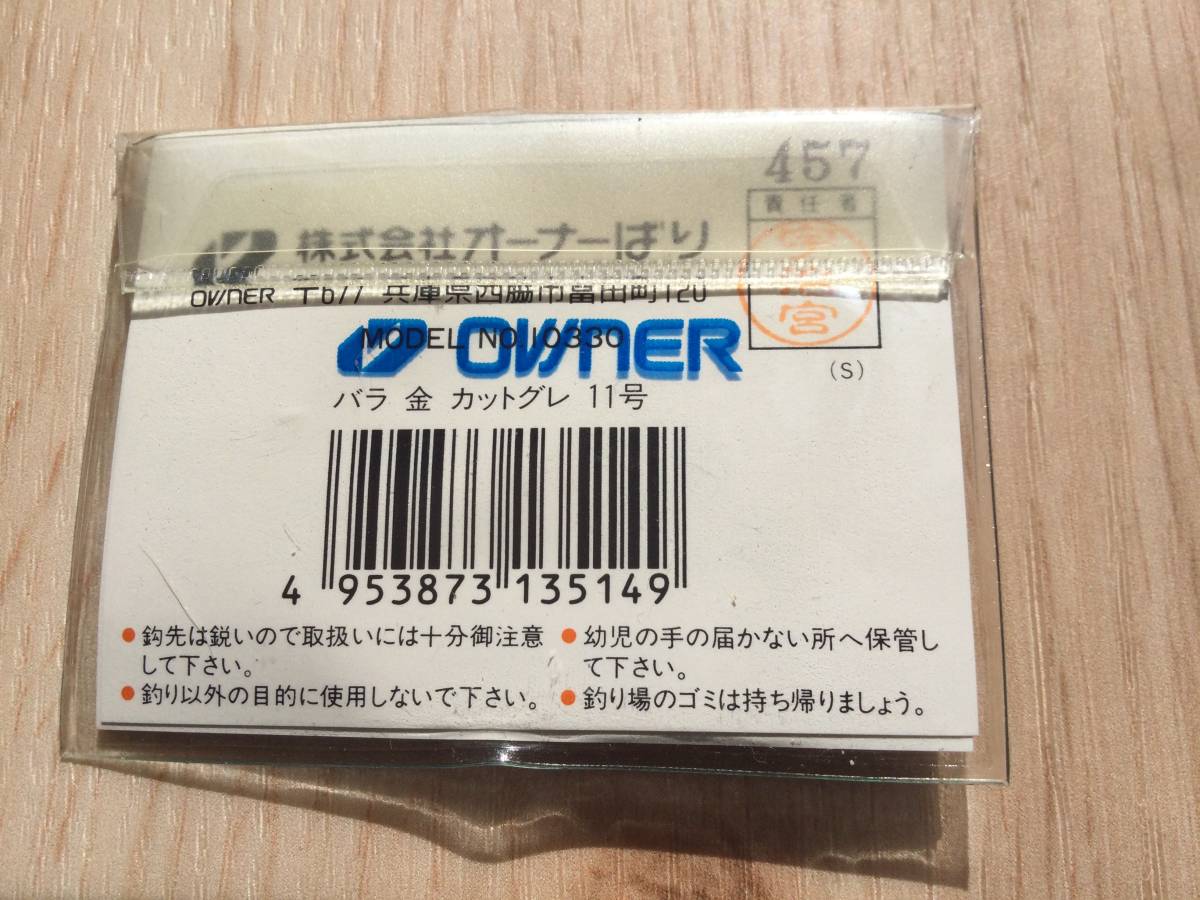 457
責任者
宮
株式会社オーナーばり
OWNER 〒677 兵庫県西脇市富田町120
MODEL NO.10330
OWNER
(S)
バラ 金 カットグレ 11号
4 953873 135149
●鈎先は鋭いので取扱いには十分御注意
して下さい。
●釣り以外の目的に使用しないで下さい。
●幼児の手の届かない所へ保管し
て下さい。
●釣り場のゴミは持ち帰りましょう。